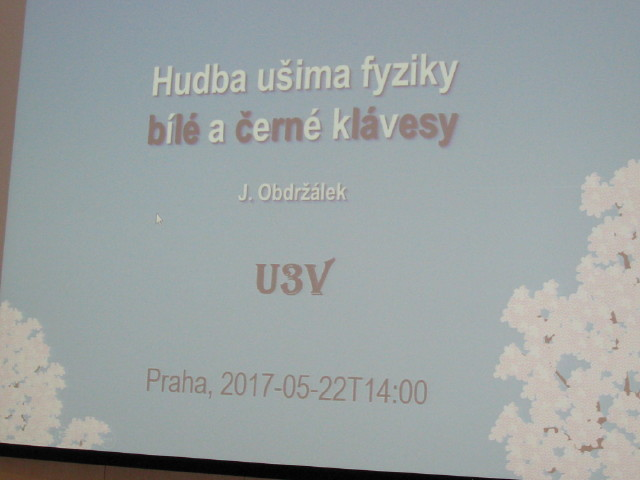 Hudba ušima fyziky
bílé a černé klávesy
J. Obdržálek
U3V
Praha, 2017-05-22T14:00